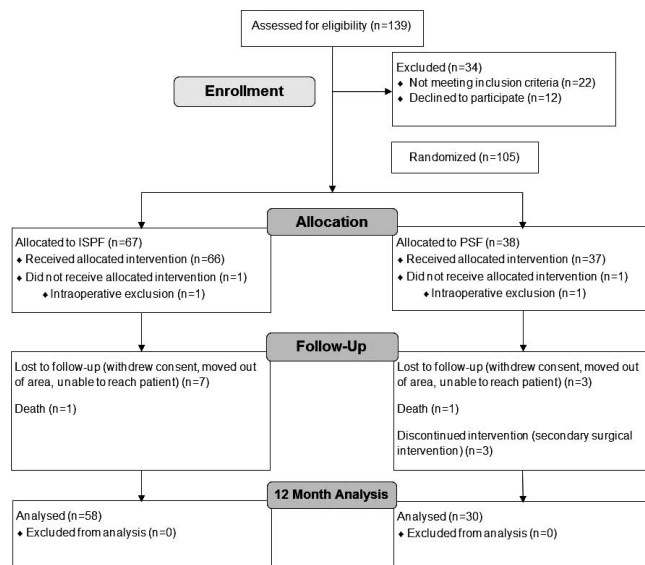 Assessed for eligibility (n=139)
Enrollment
Excluded (n=34)
♦ Not meeting inclusion criteria (n=22)
♦ Declined to participate (n=12)
Randomized (n=105)
Allocation
Allocated to ISPF (n=67)
♦ Received allocated intervention (n=66)
♦ Did not receive allocated intervention (n=1)
♦ Intraoperative exclusion (n=1)
Allocated to PSF (n=38)
♦ Received allocated intervention (n=37)
♦ Did not receive allocated intervention (n=1)
♦ Intraoperative exclusion (n=1)
Follow-Up
Lost to follow-up (withdrew consent, moved out
of area, unable to reach patient) (n=7)
Death (n=1)
Lost to follow-up (withdrew consent, moved out
of area, unable to reach patient) (n=3)
Death (n=1)
Discontinued intervention (secondary surgical
intervention) (n=3)
12 Month Analysis
Analysed (n=58)
♦ Excluded from analysis (n=0)
Analysed (n=30)
♦ Excluded from analysis (n=0)